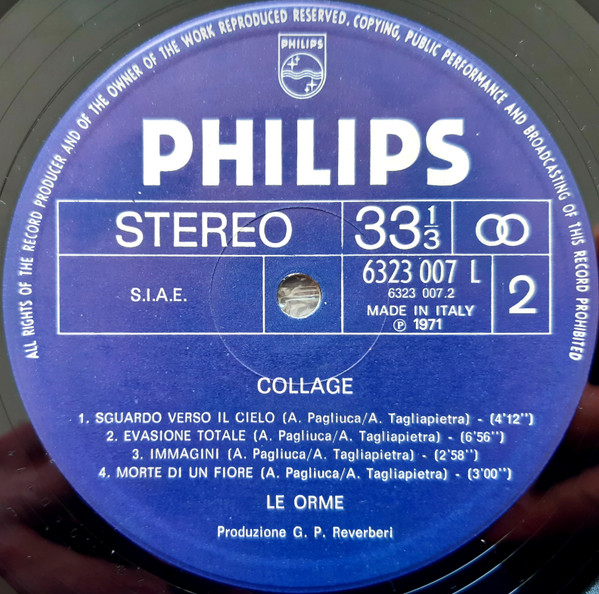 ALL RIGHTS OF THE RECORD PRODUCER AND OF THE OWNER OF THE WORK REPRODUCED RESERVED, COPYING, PUBLIC PERFORMANCE AND BROADCASTING OF THIS RECORD PROHIBITED
PHILIPS
PHILIPS
STEREO 33 1/3
S.I.A.E. 6323 007 L 2
6323 007.2
MADE IN ITALY
℗ 1971
COLLAGE
1. SGUARDO VERSO IL CIELO (A. Pagliuca/A. Tagliapietra) - (4'12'')
2. EVASIONE TOTALE (A. Pagliuca/A. Tagliapietra) - (6'56'')
3. IMMAGINI (A. Pagliuca/A. Tagliapietra) - (2'58'')
4. MORTE DI UN FIORE (A. Pagliuca/A. Tagliapietra) - (3'00'')
LE ORME
Produzione G. P. Reverberi